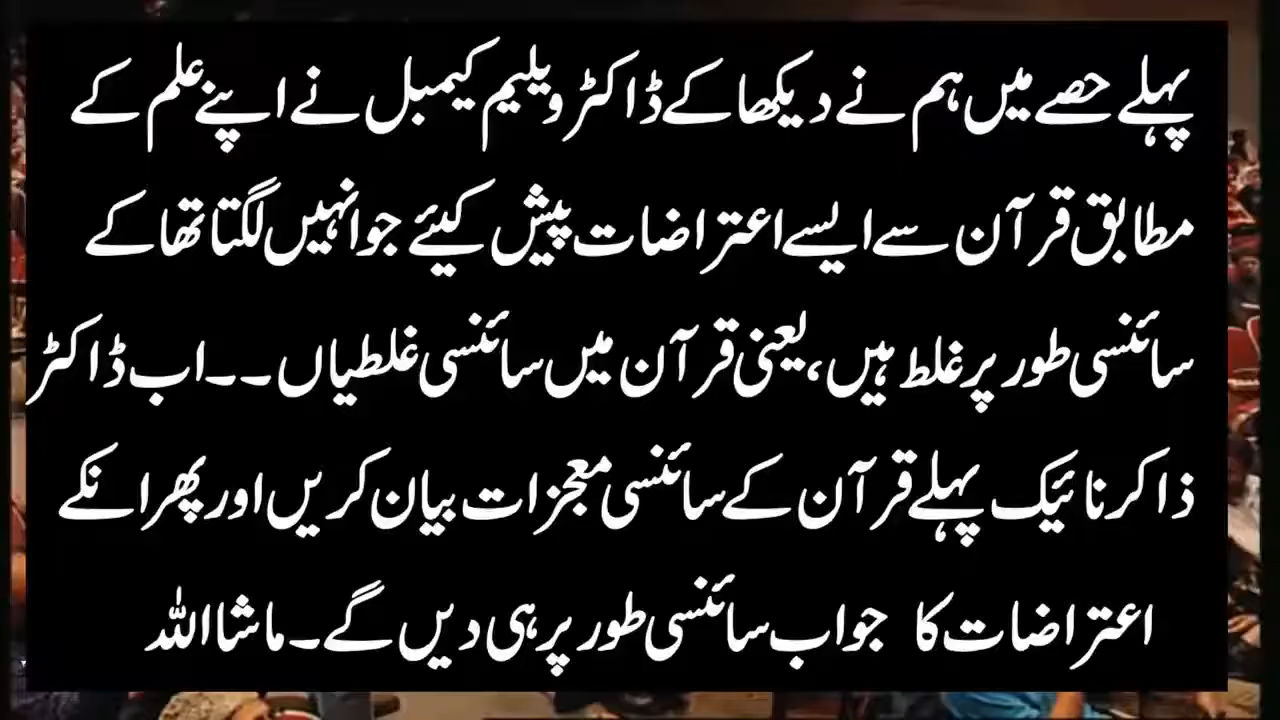 پہلے حصے میں ہم نے دیکھا کے ڈاکٹر ویلیم کیمبل نے اپنے علم کے
مطابق قرآن سے ایسے اعتراضات پیش کیئے جو انہیں لگتا تھا کے
سائنسی طور پر غلط ہیں، یعنی قرآن میں سائنسی غلطیاں۔۔اب ڈاکٹر
ذاکر نائیک پہلے قرآن کے سائنسی معجزات بیان کریں اور پھر انکے
اعتراضات کا جواب سائنسی طور پر ہی دیں گے۔ماشااللہ